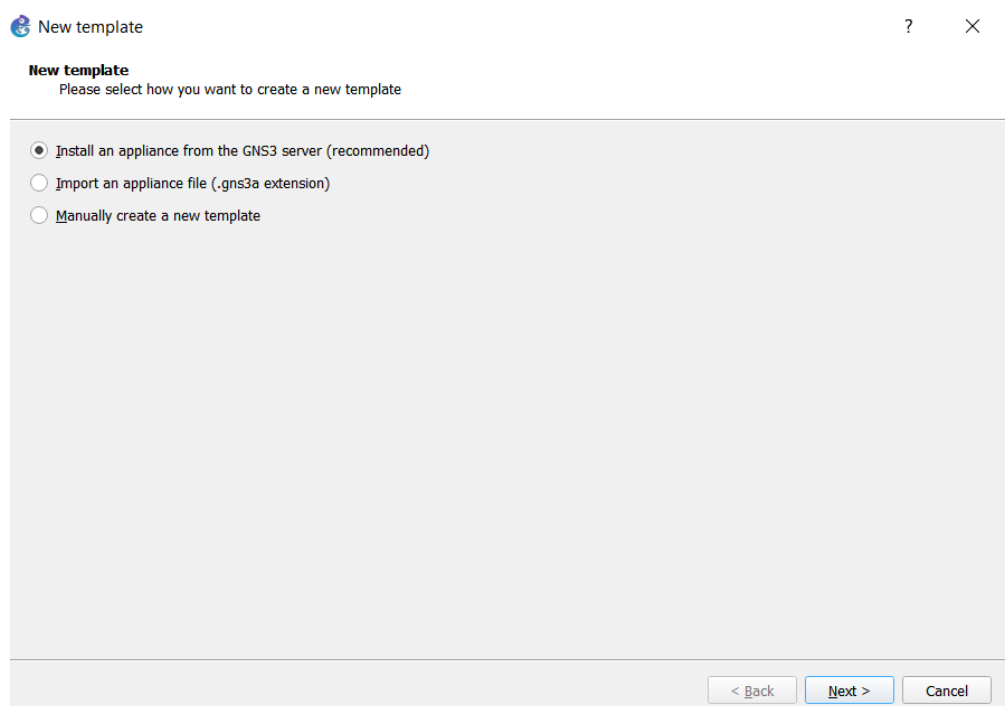 New template
?
New template
Please select how you want to create a new template
Install an appliance from the GNS3 server (recommended)
Import an appliance file (.gns3a extension)
Manually create a new template
< Back
Next >
Cancel